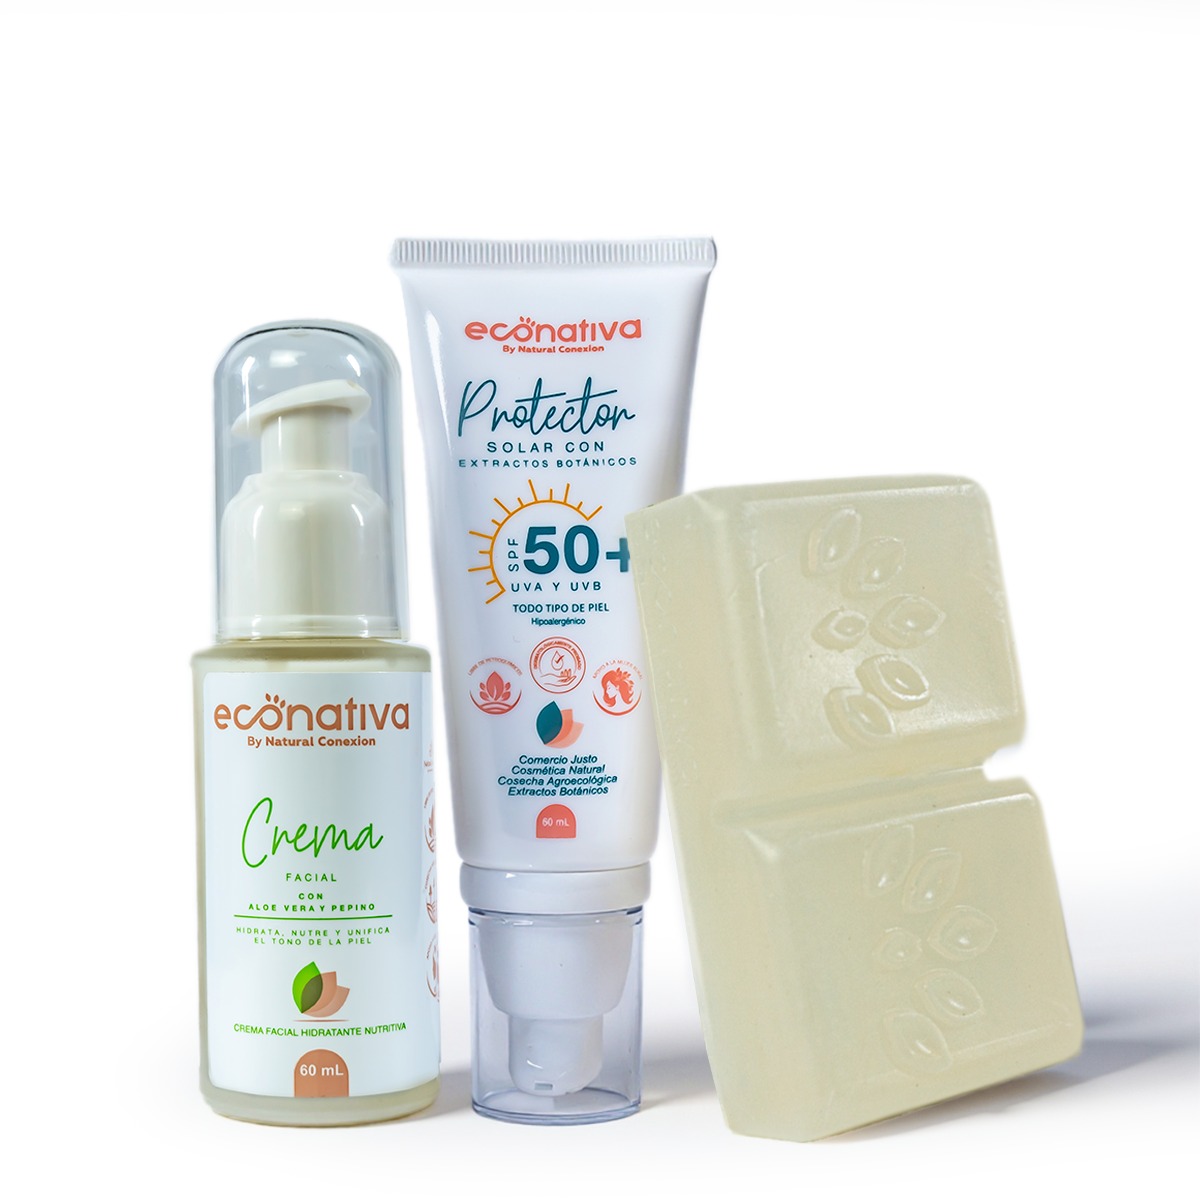 econativa
By Natural Conexion
Crema
FACIAL
CON
ALOE VERA Y PEPINO
HIDRATA, NUTRE Y UNIFICA
EL TONO DE LA PIEL
CREMA FACIAL HIDRATANTE NUTRITIVA
60 mL
econativa
By Natural Conexion
Protector
SOLAR CON
EXTRACTOS BOTÁNICOS
SPF 50+
UVA Y UVB
TODO TIPO DE PIEL
Hipoalergénico
Comercio Justo
Cosmética Natural
Cosecha Agroecológica
Extractos Botánicos
60 mL